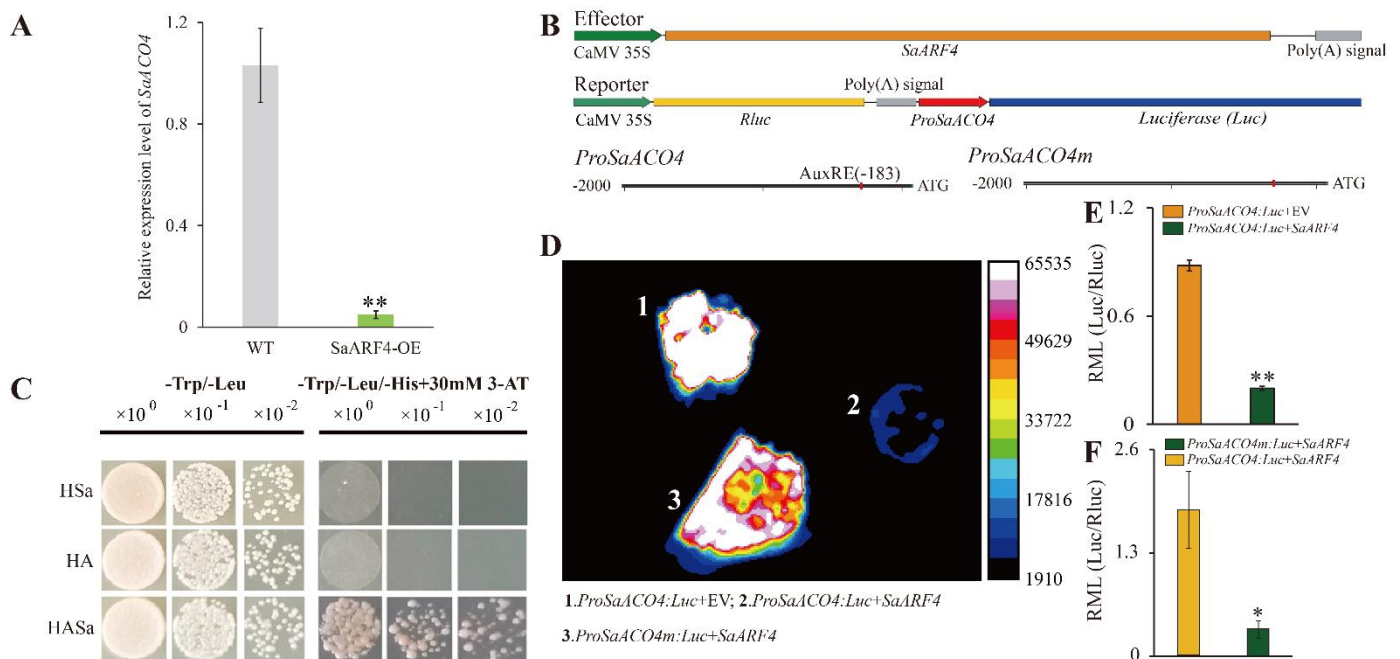 A
Relative expression level of SaACO4
1.2
0.8
0.4
0
**
WT
SaARF4-OE
B
Effector
CaMV 35S
SaARF4
Poly(A) signal
Reporter
Poly(A) signal
CaMV 35S
Rluc
ProSaACO4
Luciferase (Luc)
ProSaACO4
-2000
AuxRE(-183)
ATG
ProSaACO4m
-2000
ATG
C
-Trp/-Leu
-Trp/-Leu/-His+30mM 3-AT
×10⁰ ×10⁻¹ ×10⁻² ×10⁰ ×10⁻¹ ×10⁻²
HSa
HA
HASa
D
1
2
3
65535
49629
33722
17816
1910
1.ProSaACO4:Luc+EV; 2.ProSaACO4:Luc+SaARF4
3.ProSaACO4m:Luc+SaARF4
E
RML (Luc/Rluc)
1.2
0.6
0
ProSaACO4:Luc+EV
ProSaACO4:Luc+SaARF4
**
F
RML (Luc/Rluc)
2.6
1.3
0
ProSaACO4m:Luc+SaARF4
ProSaACO4:Luc+SaARF4
*